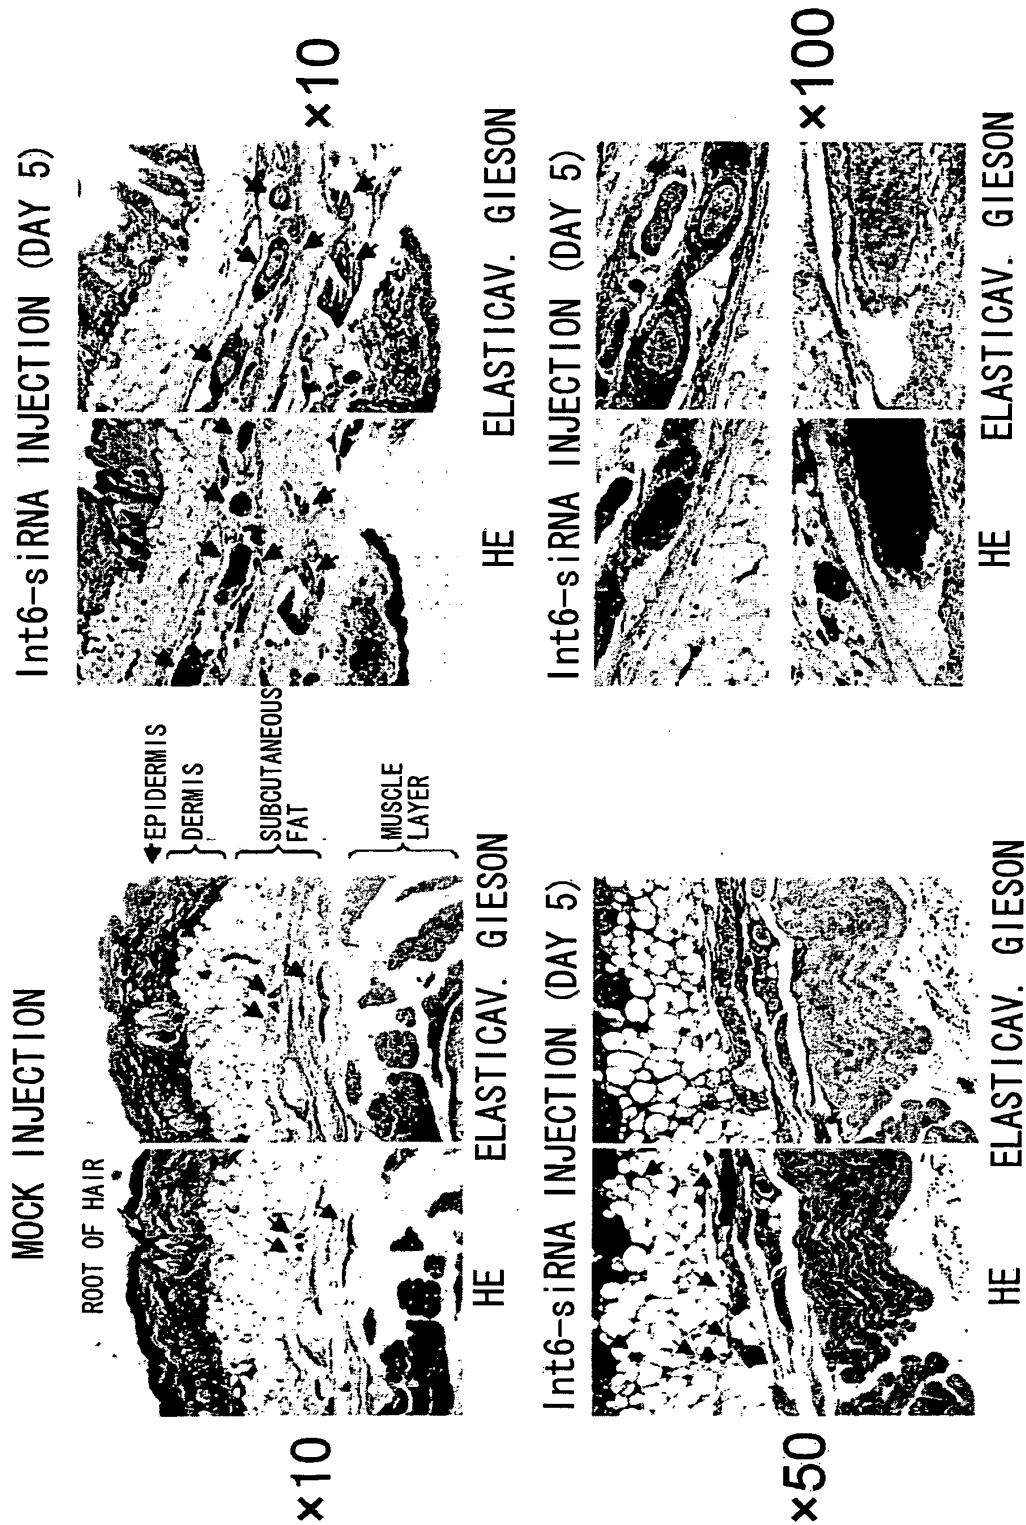 MOCK INJECTION
ROOT OF HAIR
EPIDERMIS
DERMIS
SUBCUTANEOUS
FAT
MUSCLE
LAYER
×10
HE
ELASTICAV. GIESON
Int6-siRNA INJECTION (DAY 5)
×10
HE
ELASTICAV. GIESON
Int6-siRNA INJECTION (DAY 5)
×50
HE
ELASTICAV. GIESON
Int6-siRNA INJECTION (DAY 5)
×100
HE
ELASTICAV. GIESON